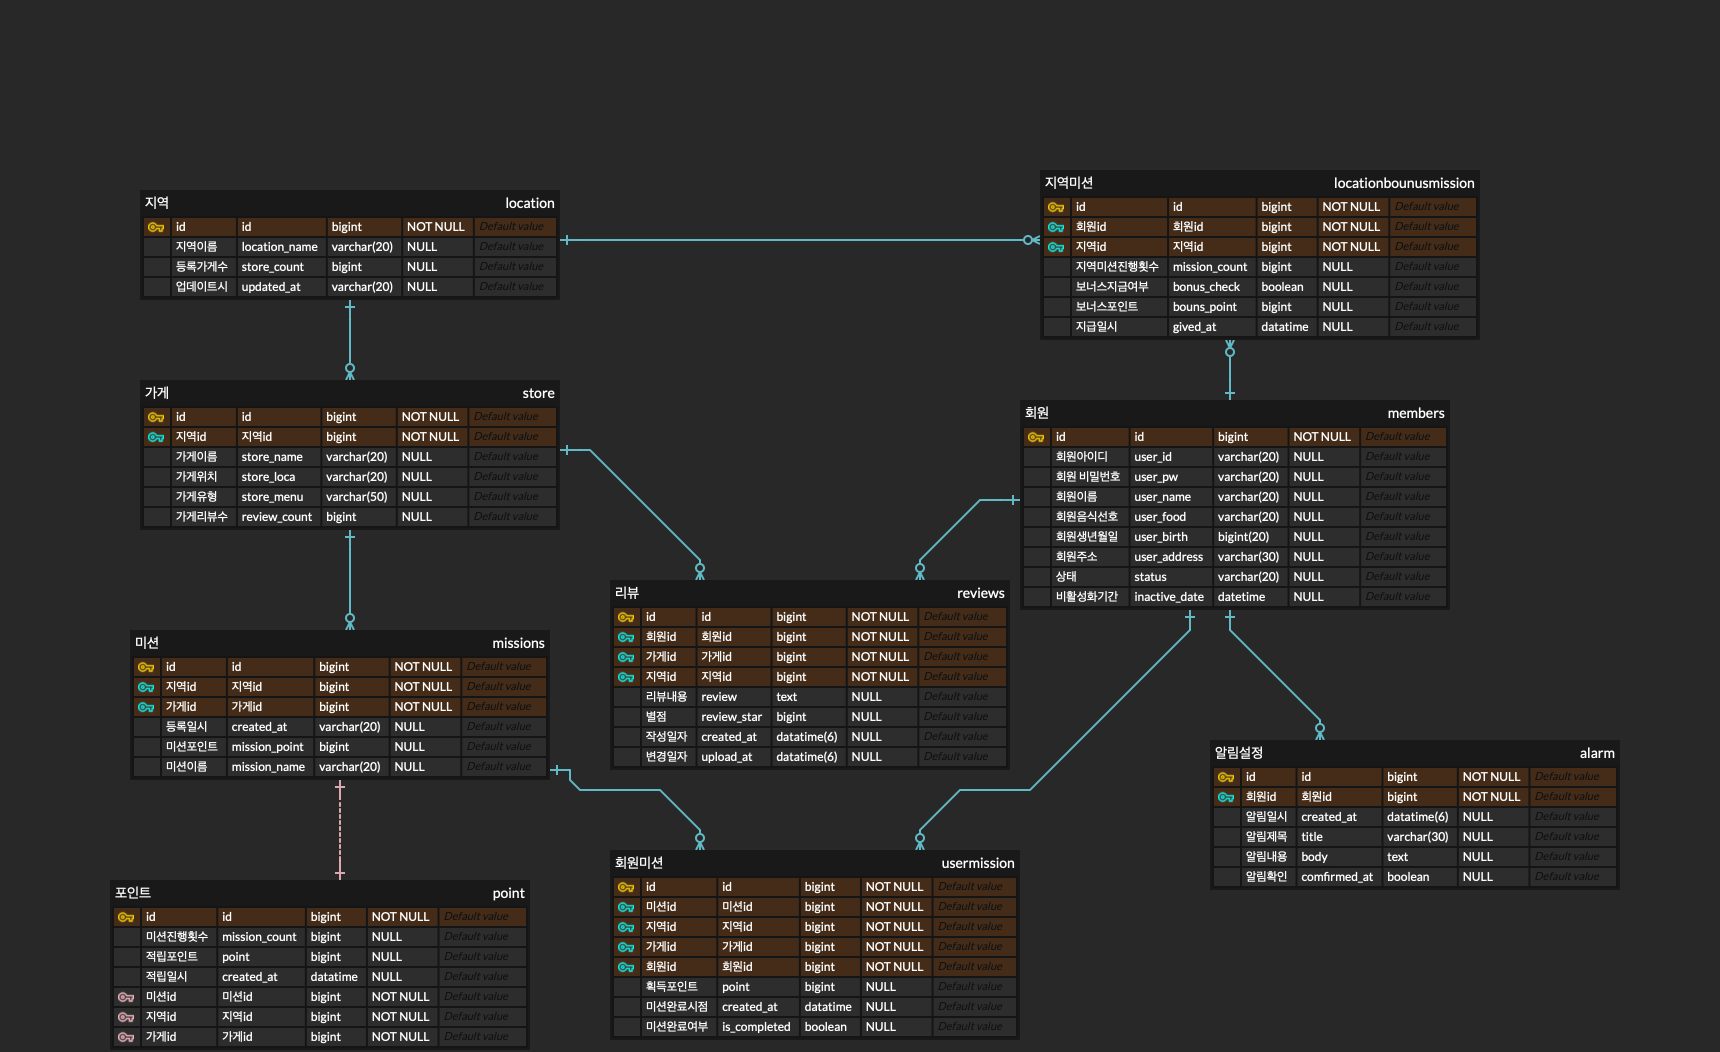 지역 location
id id bigint NOT NULL Default value
지역이름 location_name varchar(20) NULL Default value
등록가게수 store_count bigint NULL Default value
업데이트시 updated_at varchar(20) NULL Default value
지역미션 locationbounusmission
id id bigint NOT NULL Default value
회원id 회원id bigint NOT NULL Default value
지역id 지역id bigint NOT NULL Default value
지역미션진행횟수 mission_count bigint NULL Default value
보너스지금여부 bonus_check boolean NULL Default value
보너스포인트 bouns_point bigint NULL Default value
지급일시 gived_at datatime NULL Default value
가게 store
id id bigint NOT NULL Default value
지역id 지역id bigint NOT NULL Default value
가게이름 store_name varchar(20) NULL Default value
가게위치 store_loca varchar(20) NULL Default value
가게유형 store_menu varchar(50) NULL Default value
가게리뷰수 review_count bigint NULL Default value
회원 members
id id bigint NOT NULL Default value
회원아이디 user_id varchar(20) NULL Default value
회원 비밀번호 user_pw varchar(20) NULL Default value
회원이름 user_name varchar(20) NULL Default value
회원음식선호 user_food varchar(20) NULL Default value
회원생년월일 user_birth bigint(20) NULL Default value
회원주소 user_address varchar(30) NULL Default value
상태 status varchar(20) NULL Default value
비활성화기간 inactive_date datetime NULL Default value
리뷰 reviews
id id bigint NOT NULL Default value
회원id 회원id bigint NOT NULL Default value
가게id 가게id bigint NOT NULL Default value
지역id 지역id bigint NOT NULL Default value
리뷰내용 review text NULL Default value
별점 review_star bigint NULL Default value
작성일자 created_at datatime(6) NULL Default value
변경일자 upload_at datatime(6) NULL Default value
미션 missions
id id bigint NOT NULL Default value
지역id 지역id bigint NOT NULL Default value
가게id 가게id bigint NOT NULL Default value
등록일시 created_at varchar(20) NULL Default value
미션포인트 mission_point bigint NULL Default value
미션이름 mission_name varchar(20) NULL Default value
알림설정 alarm
id id bigint NOT NULL Default value
회원id 회원id bigint NOT NULL Default value
알림일시 created_at datatime(6) NULL Default value
알림제목 title varchar(30) NULL Default value
알림내용 body text NULL Default value
알림확인 comfirmed_at boolean NULL Default value
포인트 point
id id bigint NOT NULL Default value
미션진행횟수 mission_count bigint NULL Default value
적립포인트 point bigint NULL Default value
적립일시 created_at datatime NULL Default value
미션id 미션id bigint NOT NULL Default value
지역id 지역id bigint NOT NULL Default value
가게id 가게id bigint NOT NULL Default value
회원미션 usermission
id id bigint NOT NULL Default value
미션id 미션id bigint NOT NULL Default value
지역id 지역id bigint NOT NULL Default value
가게id 가게id bigint NOT NULL Default value
회원id 회원id bigint NOT NULL Default value
획득포인트 point bigint NULL Default value
미션완료시점 created_at datatime NULL Default value
미션완료여부 is_completed boolean NULL Default value